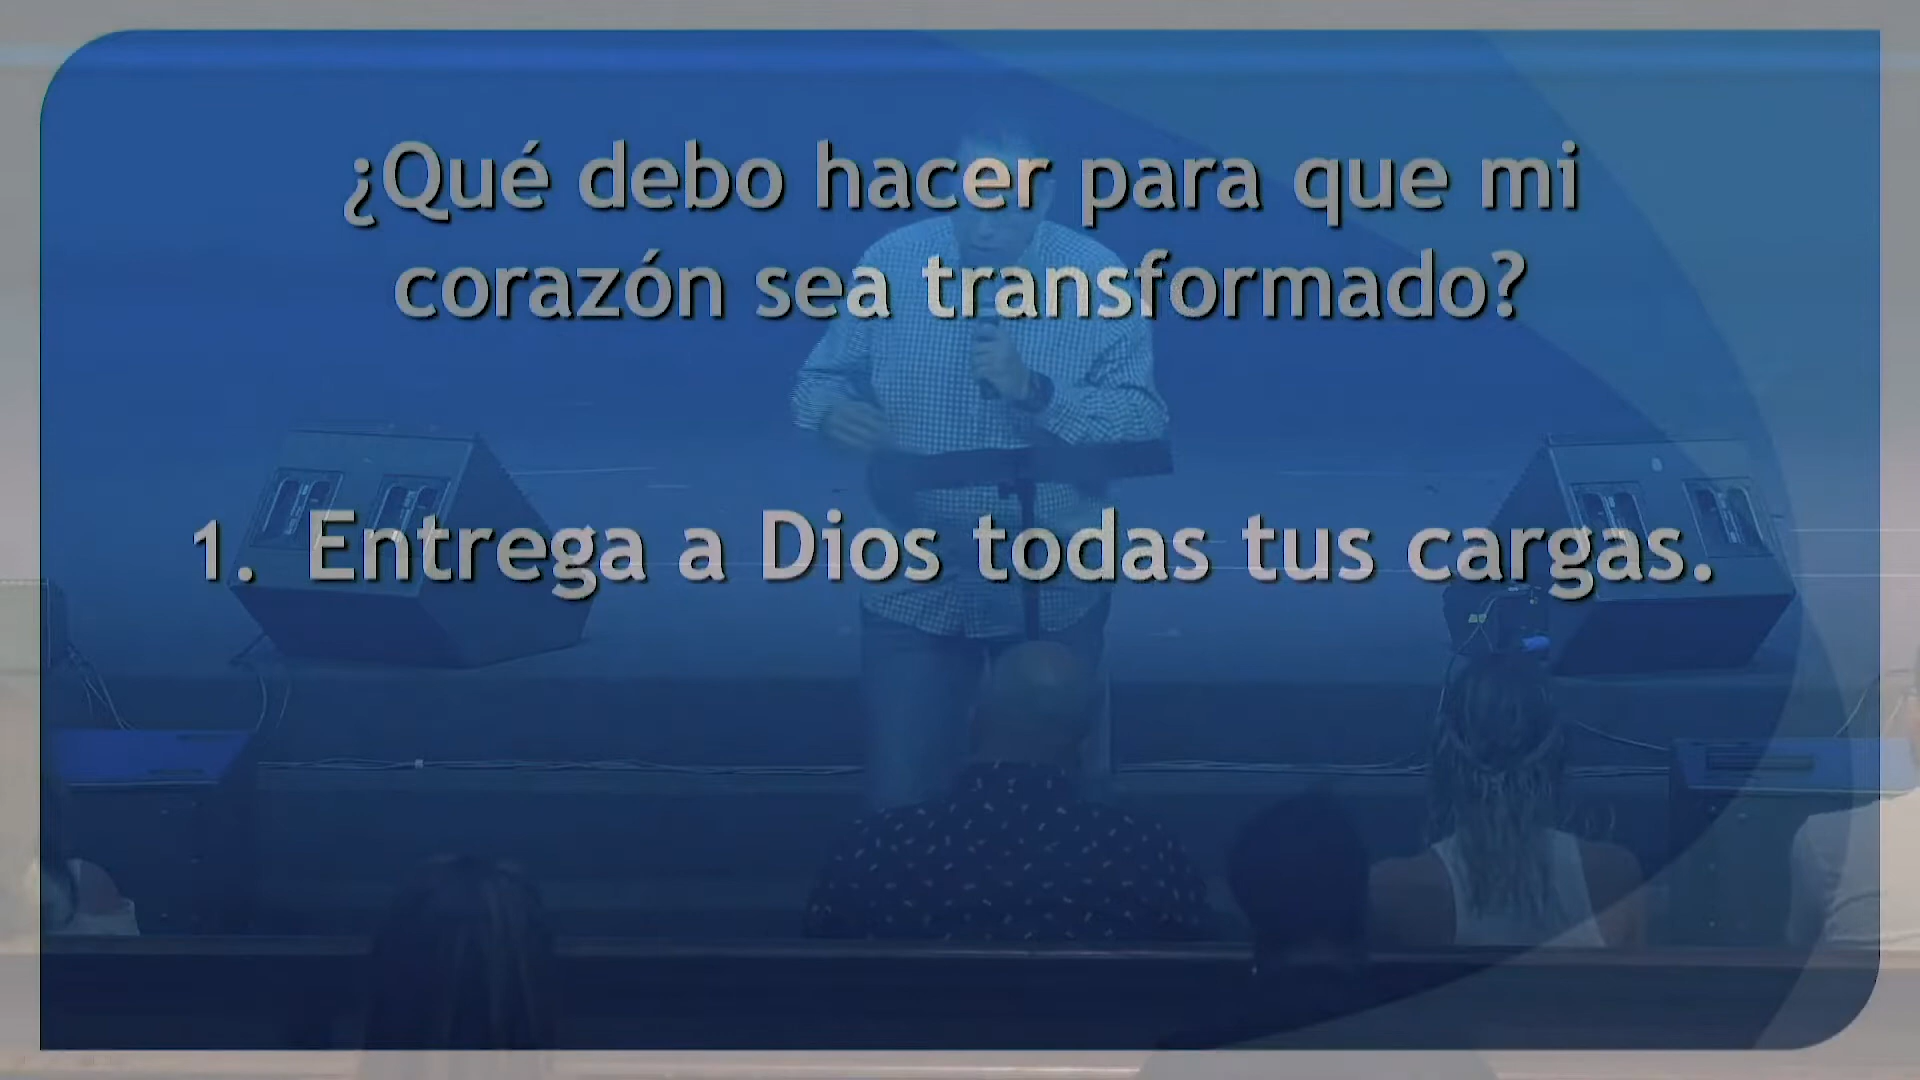 ¿Qué debo hacer para que mi
corazón sea transformado?
1. Entrega a Dios todas tus cargas.